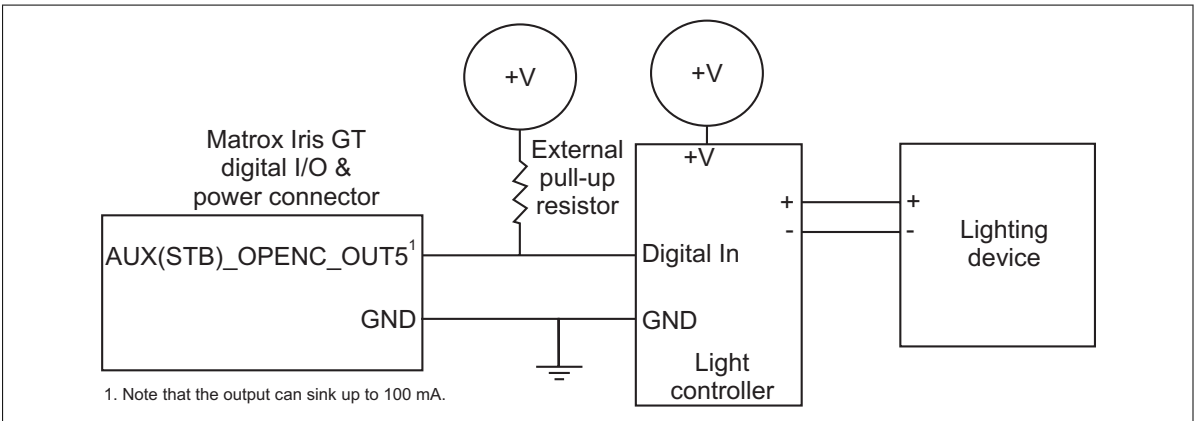 +V
+V
Matrox Iris GT
digital I/O &
power connector
External
pull-up
resistor
+V
AUX(STB)_OPENC_OUT5¹
Digital In
+
-
+
-
Lighting
device
GND
GND
Light
controller
1. Note that the output can sink up to 100 mA.